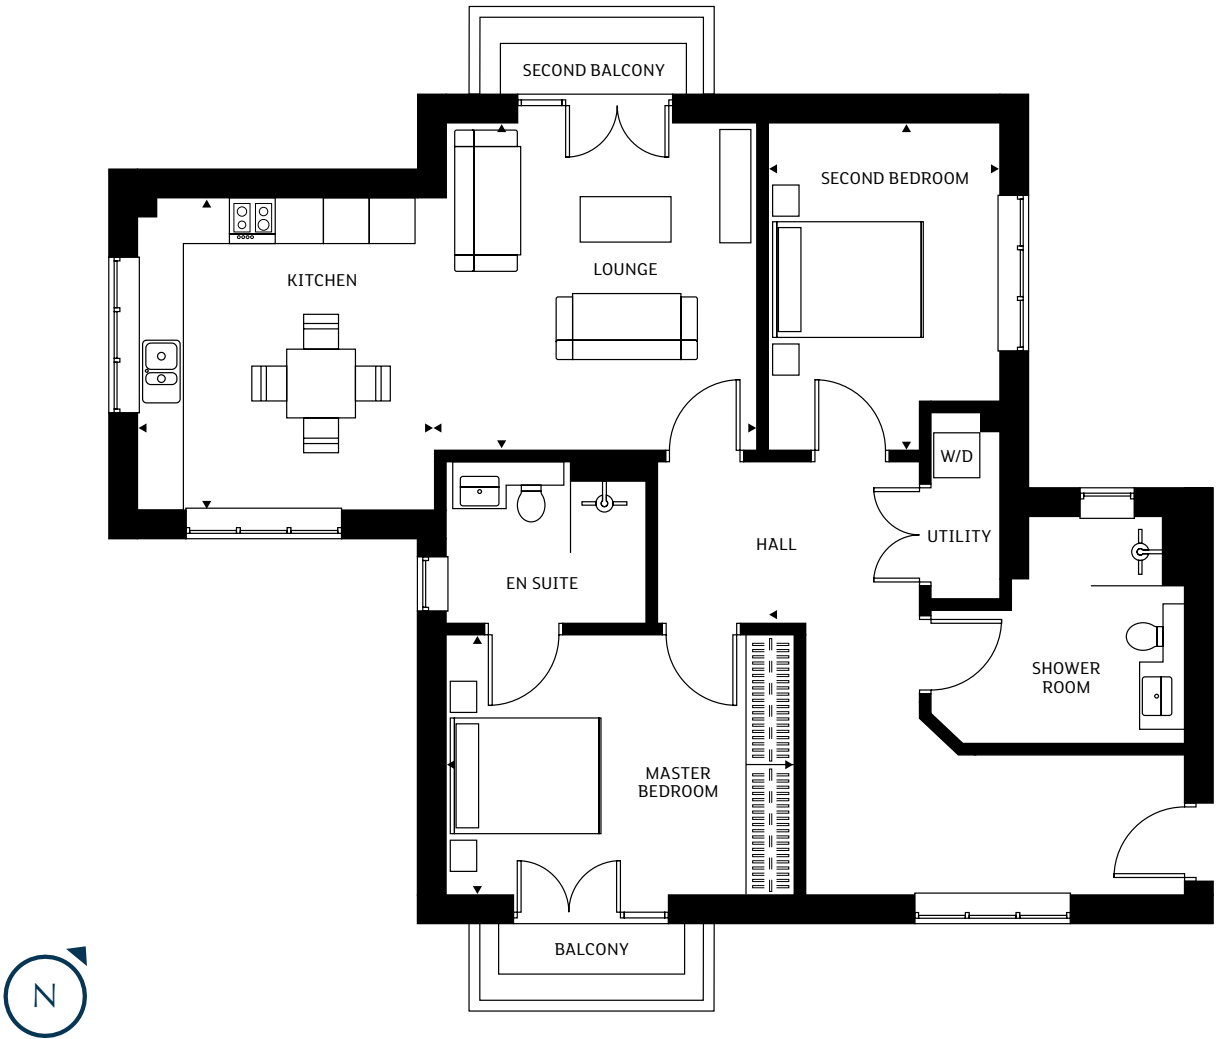 SECOND BALCONY
SECOND BEDROOM
LOUNGE
KITCHEN
W/D
UTILITY
HALL
EN SUITE
SHOWER
ROOM
MASTER
BEDROOM
BALCONY
N